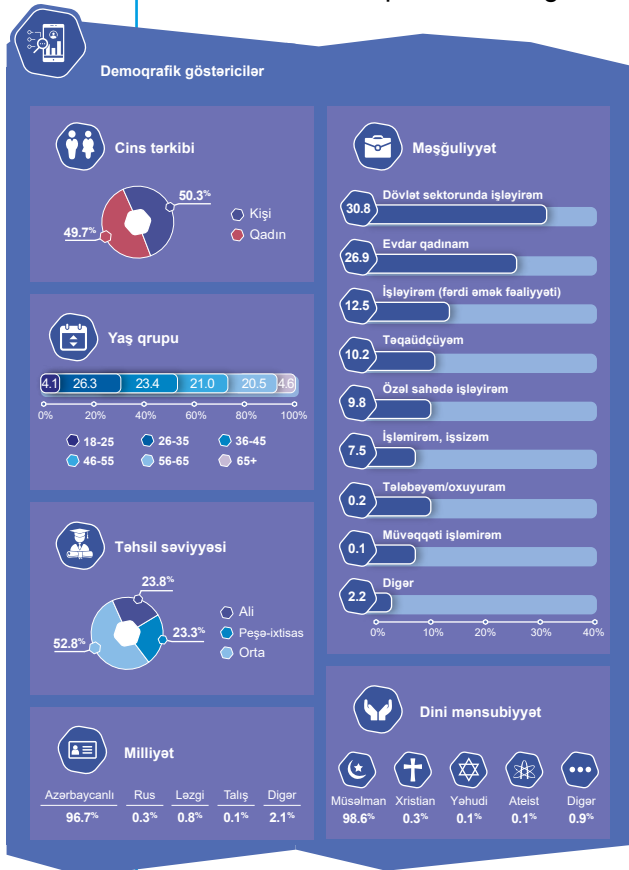 Demoqrafik göstəricilər
Cins tərkibi
50.3%
49.7%
Kişi
Qadın
Yaş qrupu
4.1 26.3 23.4 21.0 20.5 4.6
0% 20% 40% 60% 80% 100%
18-25 26-35 36-45
46-55 56-65 65+
Təhsil səviyyəsi
23.8%
23.3%
52.8%
Ali
Peşə-ixtisas
Orta
Milliyət
Azərbaycanlı Rus Ləzgi Talış Digər
96.7% 0.3% 0.8% 0.1% 2.1%
Məşğuliyyət
Dövlət sektorunda işləyirəm
30.8
Evdar qadınam
26.9
İşləyirəm (fərdi əmək fəaliyyəti)
12.5
Təqaüdçüyəm
10.2
Özəl sahədə işləyirəm
9.8
İşləmirəm, işsizəm
7.5
Tələbəyəm/oxuyuram
0.2
Müvəqqəti işləmirəm
0.1
Digər
2.2
0% 10% 20% 30% 40%
Dini mənsubiyyət
Müsəlman Xristian Yəhudi Ateist Digər
98.6% 0.3% 0.1% 0.1% 0.9%